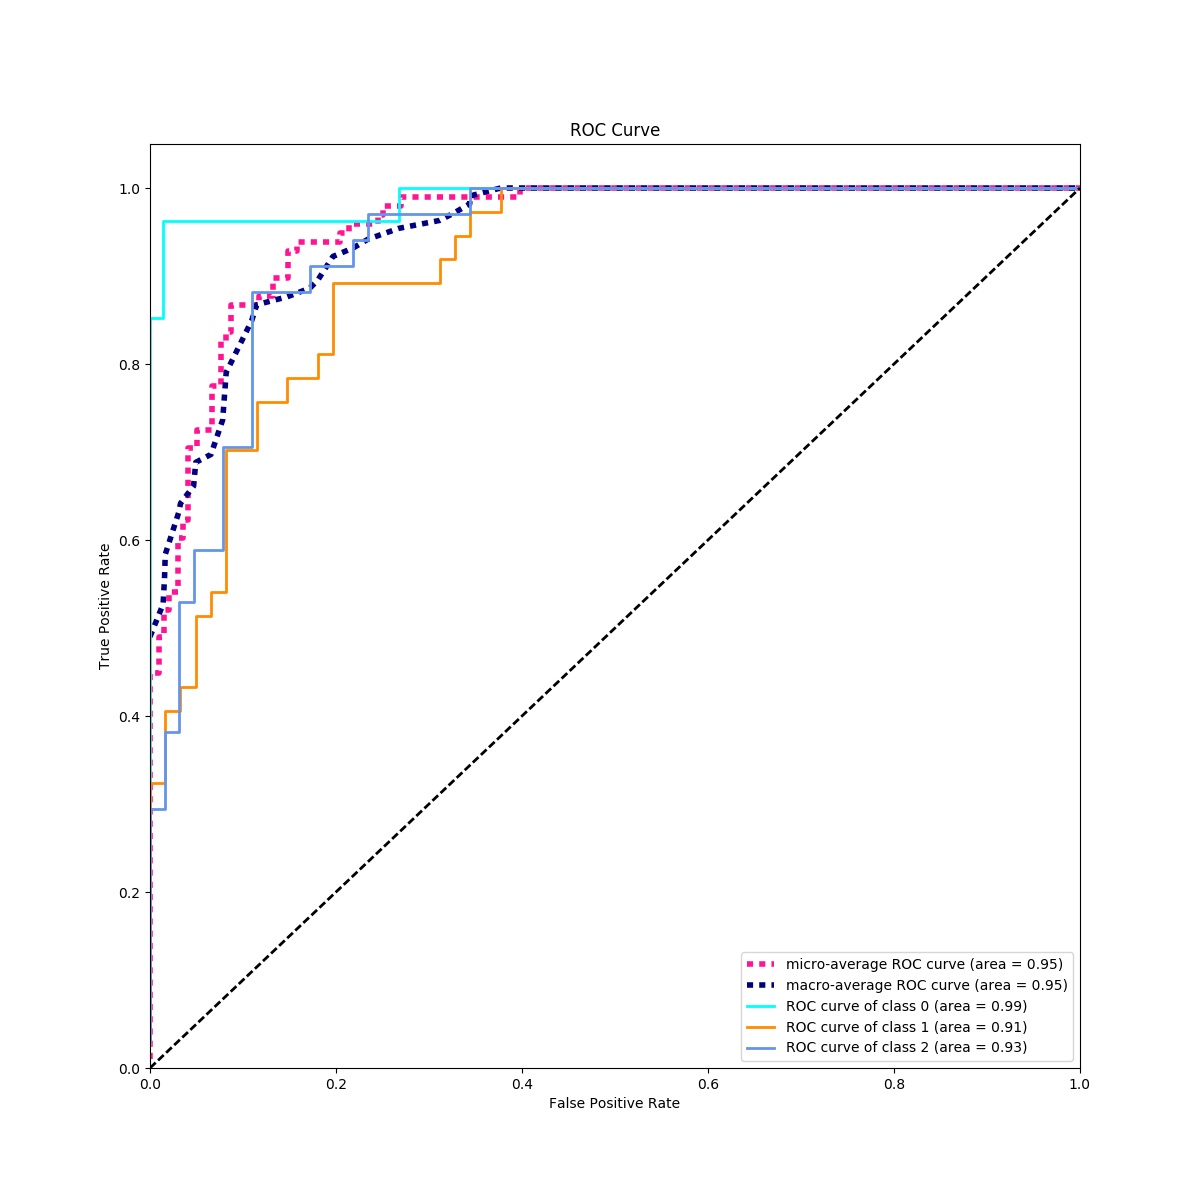 ROC Curve
1.0
0.8
0.6
0.4
0.2
0.0
True Positive Rate
0.0 0.2 0.4 0.6 0.8 1.0
False Positive Rate
micro-average ROC curve (area = 0.95)
macro-average ROC curve (area = 0.95)
ROC curve of class 0 (area = 0.99)
ROC curve of class 1 (area = 0.91)
ROC curve of class 2 (area = 0.93)